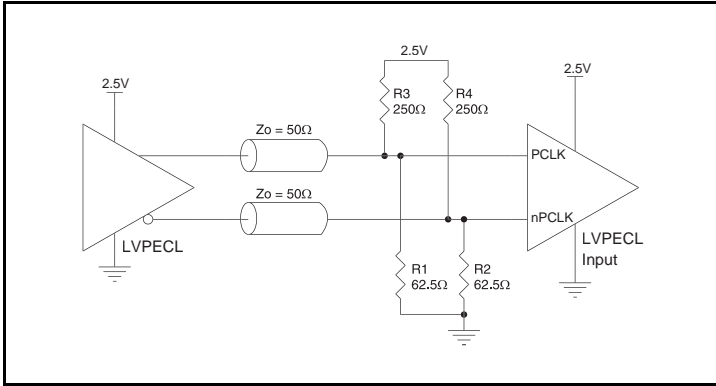 2.5V
2.5V
2.5V
R3
250Ω
R4
250Ω
Zo = 50Ω
PCLK
Zo = 50Ω
nPCLK
LVPECL
LVPECL
Input
R1
62.5Ω
R2
62.5Ω